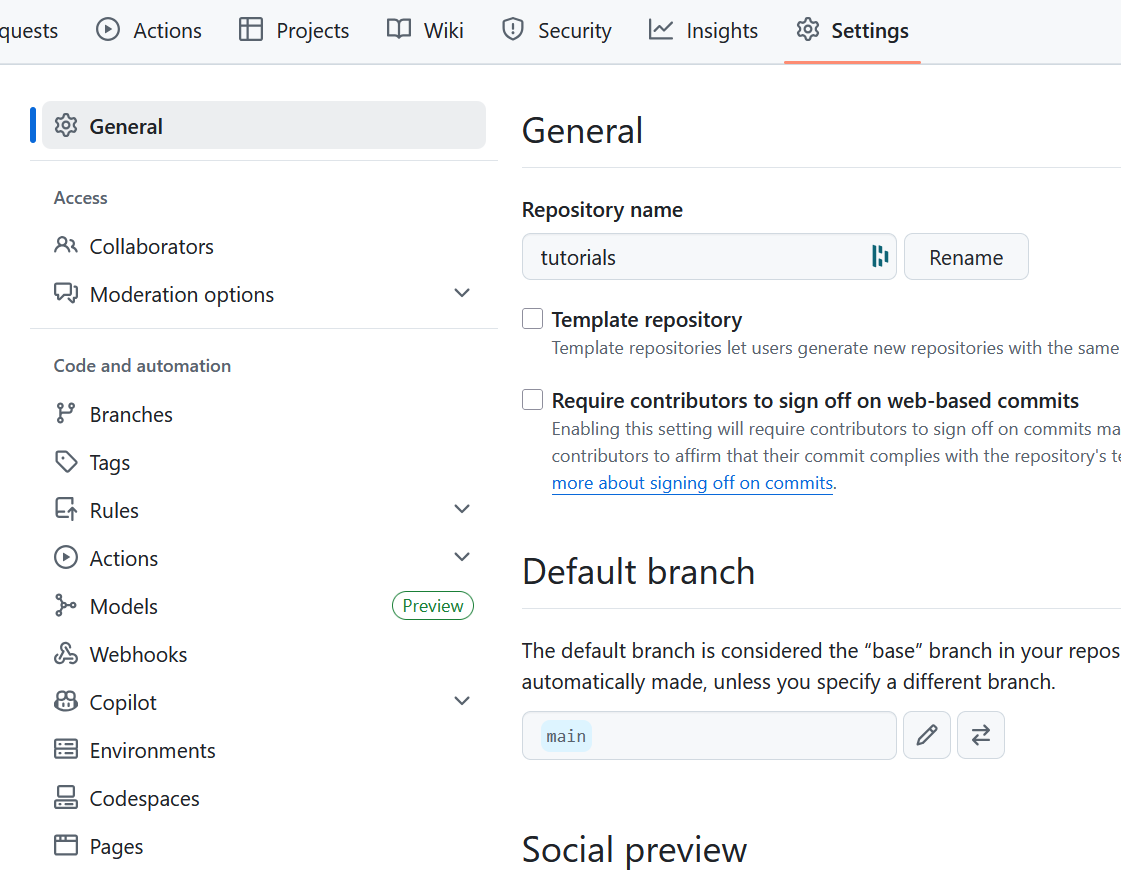 quests Actions Projects Wiki Security Insights Settings
General
Access
Collaborators
Moderation options
Code and automation
Branches
Tags
Rules
Actions
Models Preview
Webhooks
Copilot
Environments
Codespaces
Pages
General
Repository name
tutorials Rename
Template repository
Template repositories let users generate new repositories with the same
Require contributors to sign off on web-based commits
Enabling this setting will require contributors to sign off on commits ma
contributors to affirm that their commit complies with the repository's te
more about signing off on commits.
Default branch
The default branch is considered the “base” branch in your repos
automatically made, unless you specify a different branch.
main
Social preview